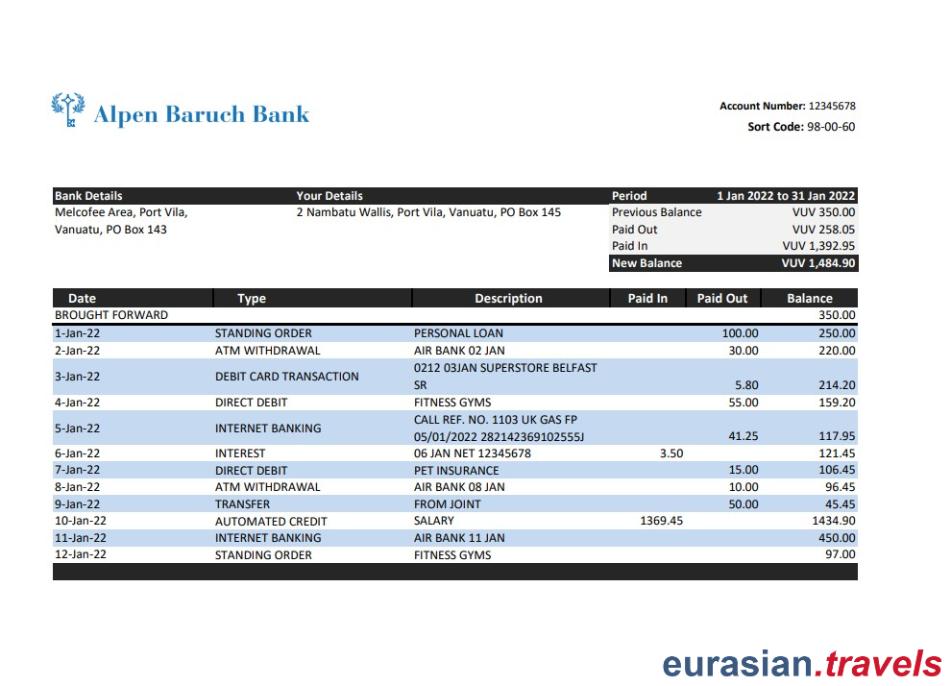 Alpen Baruch Bank
Account Number: 12345678
Sort Code: 98-00-60
Bank Details Your Details Period 1 Jan 2022 to 31 Jan 2022
Melcofee Area, Port Vila, 2 Nambatu Wallis, Port Vila, Vanuatu, PO Box 145 Previous Balance VUV 350.00
Vanuatu, PO Box 143 Paid Out VUV 258.05
Paid In VUV 1,392.95
New Balance VUV 1,484.90
Date Type Description Paid In Paid Out Balance
BROUGHT FORWARD 350.00
1-Jan-22 STANDING ORDER PERSONAL LOAN 100.00 250.00
2-Jan-22 ATM WITHDRAWAL AIR BANK 02 JAN 30.00 220.00
3-Jan-22 DEBIT CARD TRANSACTION 0212 03JAN SUPERSTORE BELFAST
SR 5.80 214.20
4-Jan-22 DIRECT DEBIT FITNESS GYMS 55.00 159.20
5-Jan-22 INTERNET BANKING CALL REF. NO. 1103 UK GAS FP
05/01/2022 282142369102555J 41.25 117.95
6-Jan-22 INTEREST 06 JAN NET 12345678 3.50 121.45
7-Jan-22 DIRECT DEBIT PET INSURANCE 15.00 106.45
8-Jan-22 ATM WITHDRAWAL AIR BANK 08 JAN 10.00 96.45
9-Jan-22 TRANSFER FROM JOINT 50.00 45.45
10-Jan-22 AUTOMATED CREDIT SALARY 1369.45 1434.90
11-Jan-22 INTERNET BANKING AIR BANK 11 JAN 450.00
12-Jan-22 STANDING ORDER FITNESS GYMS 97.00
eurasian.travels